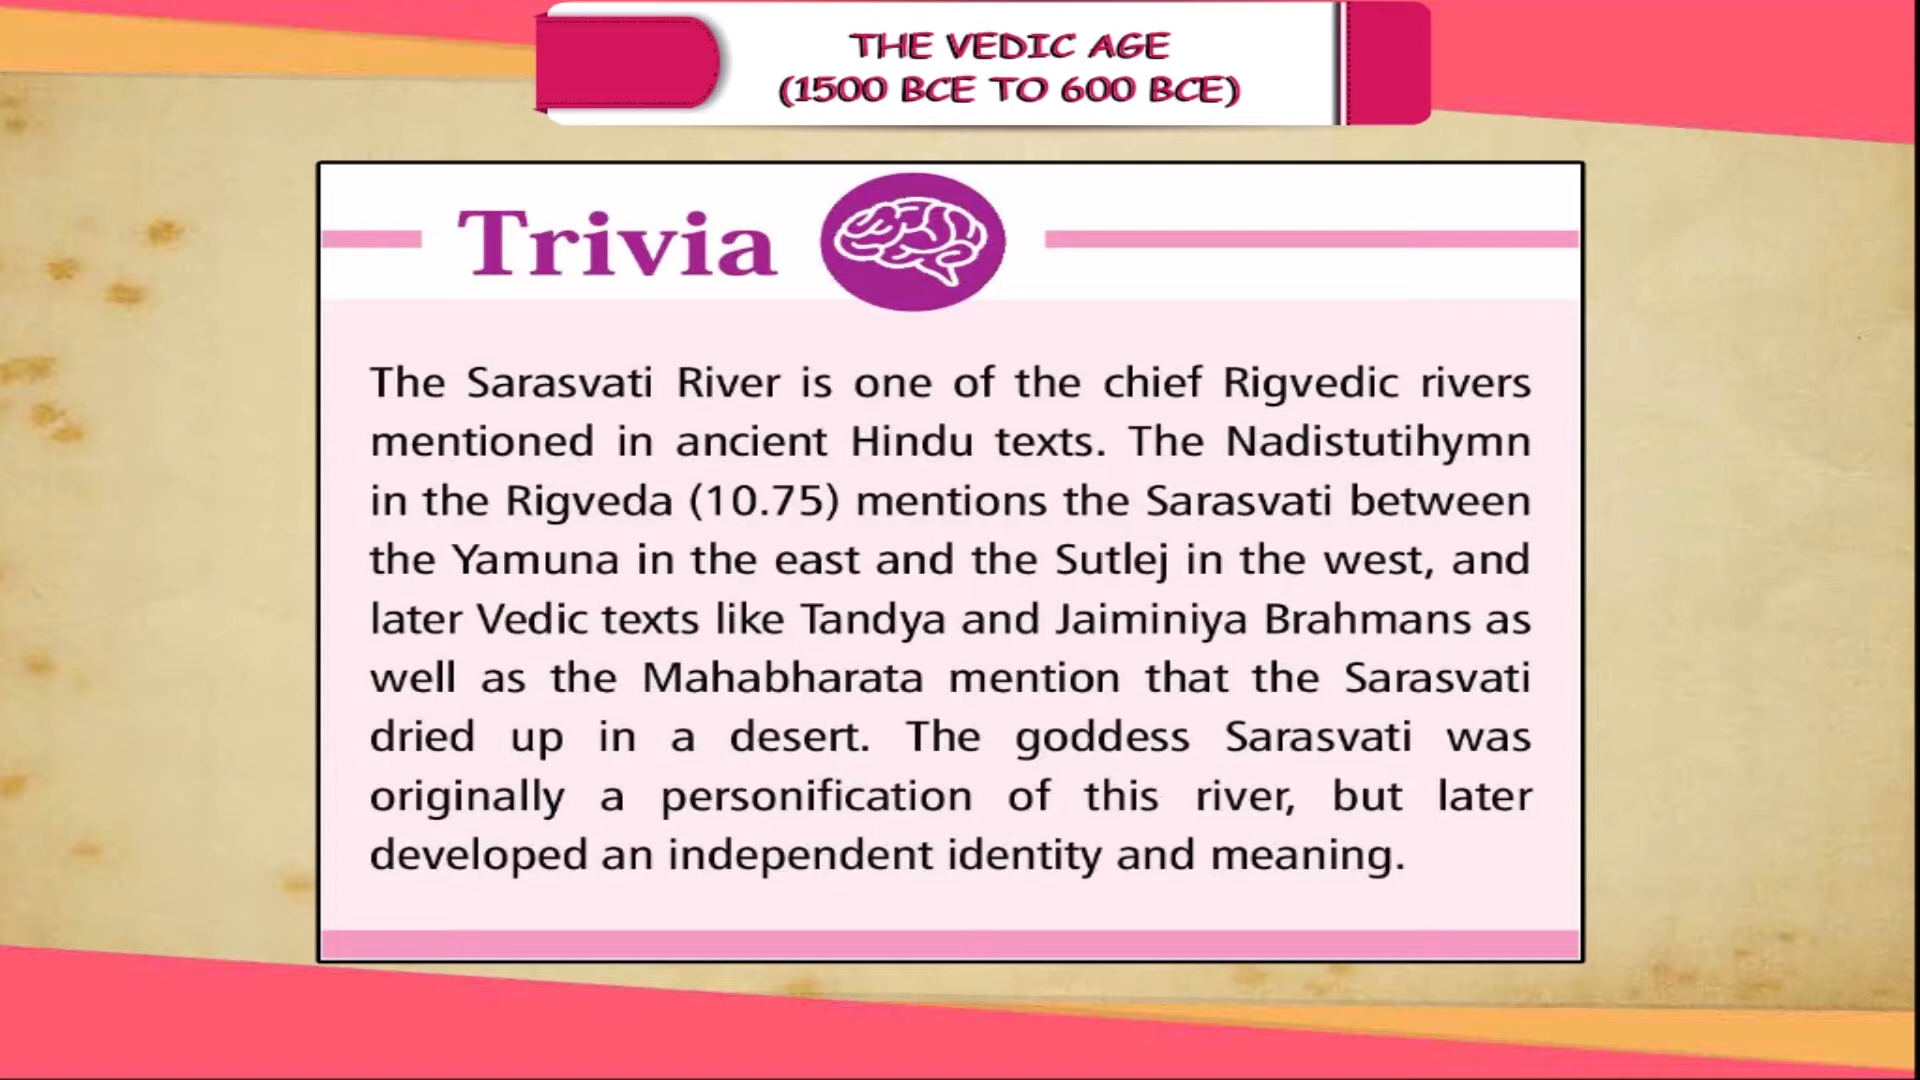 THE VEDIC AGE
(1500 BCE TO 600 BCE)
Trivia
The Sarasvati River is one of the chief Rigvedic rivers
mentioned in ancient Hindu texts. The Nadistutihymn
in the Rigveda (10.75) mentions the Sarasvati between
the Yamuna in the east and the Sutlej in the west, and
later Vedic texts like Tandya and Jaiminiya Brahmans as
well as the Mahabharata mention that the Sarasvati
dried up in a desert. The goddess Sarasvati was
originally a personification of this river, but later
developed an independent identity and meaning.